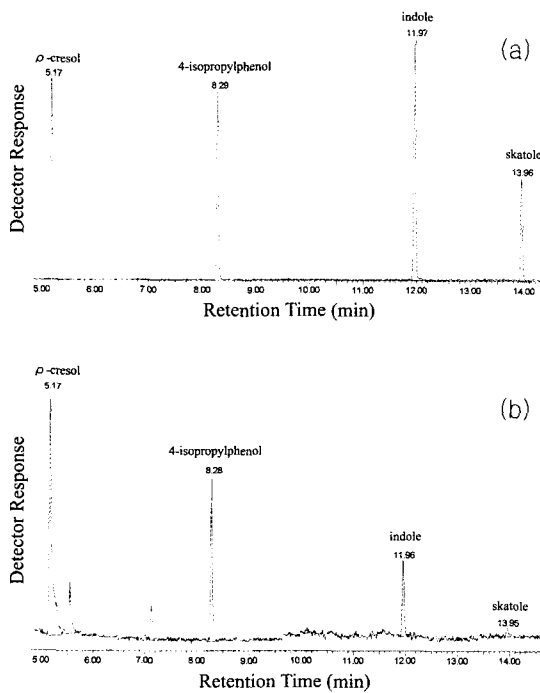 indole
11.97
(a)
ρ-cresol
5.17
4-isopropylphenol
8.29
skatole
13.96
Detector Response
5.00 6.00 7.00 8.00 9.00 10.00 11.00 12.00 13.00 14.00
Retention Time (min)
ρ-cresol
5.17
(b)
4-isopropylphenol
8.28
indole
11.96
skatole
13.95
Detector Response
5.00 6.00 7.00 8.00 9.00 10.00 11.00 12.00 13.00 14.00
Retention Time (min)